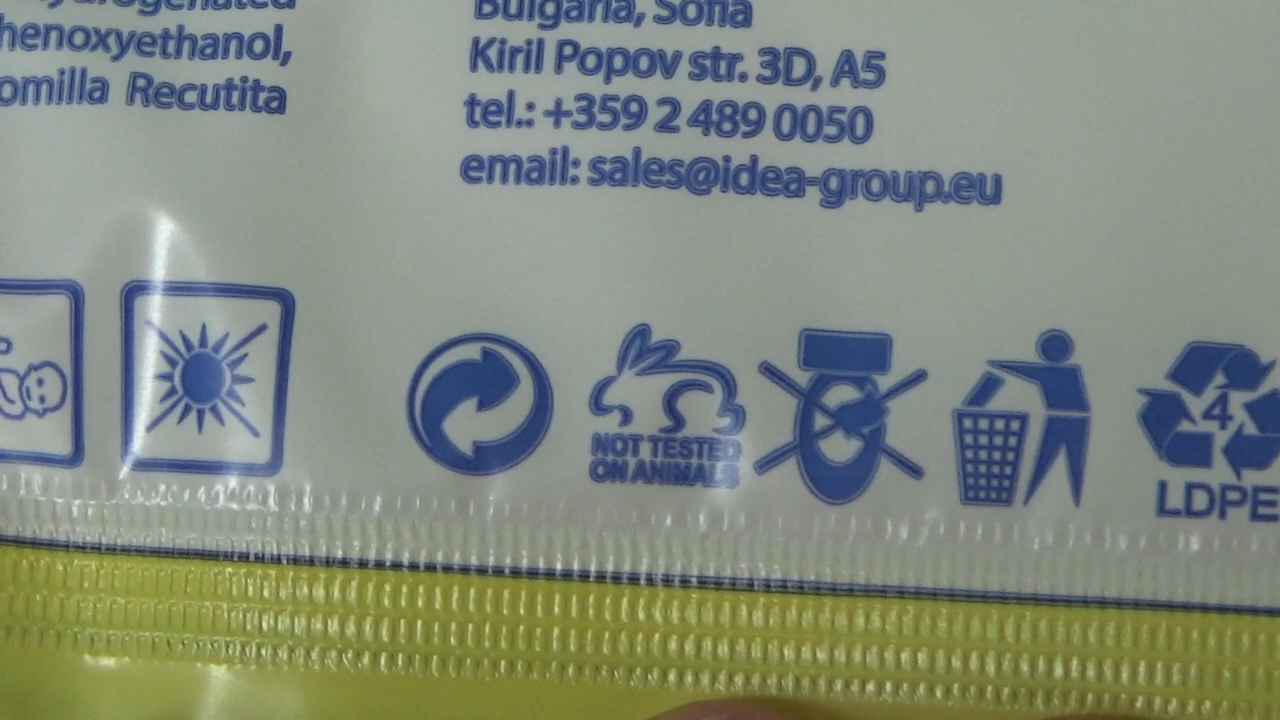 henoxyethanol,
omilla Recutita
Bulgaria, Sofia
Kiril Popov str. 3D, A5
tel.: +359 2 489 0050
email: sales@idea-group.eu
NOT TESTED
ON ANIMALS
4
LDPE